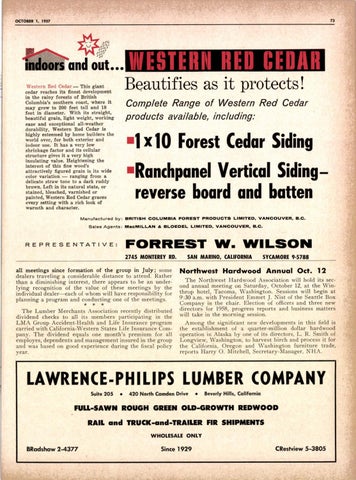 OCTOBER 1, 1957 73
indoors and out... WESTERN RED CEDAR
Beautifies as it protects!
Western Red Cedar — This giant
cedar reaches its finest development
in the rainy forests of British
Columbia's southern coast, where it
may grow to 200 feet tall and 18
feet in diameter. With its straight,
beautiful grain, light weight, working
ease and exceptional all-weather
durability, Western Red Cedar is
highly esteemed by home builders the
world over, for both exterior and
indoor use. It has a very low
shrinkage factor and its cellular
structure gives it a very high
insulating value. Heightening the
interest of this fine wood's
attractively figured grain is its wide
color variation — ranging from a
delicate straw tone to a dark ruddy
brown. Left in its natural state, or
stained, bleached, varnished or
painted, Western Red Cedar graces
every setting with a rich look of
warmth and character.
Complete Range of Western Red Cedar
products available, including:
1x10 Forest Cedar Siding
Ranchpanel Vertical Siding—
reverse board and batten
Manufactured by: BRITISH COLUMBIA FOREST PRODUCTS LIMITED, VANCOUVER, B.C.
Sales Agents: MacMILLAN & BLOEDEL LIMITED, VANCOUVER, B.C.
REPRESENTATIVE: FORREST W. WILSON
2745 MONTEREY RD. SAN MARINO, CALIFORNIA SYCAMORE 9-5788
all meetings since formation of the group in July; some
dealers traveling a considerable distance to attend. Rather
than a diminishing interest, there appears to be an under-
lying recognition of the value of these meetings by the
individual dealer—each of whom will have responsibility for
planning a program and conducting one of the meetings.
* * *
The Lumber Merchants Association recently distributed
dividend checks to all its members participating in the
LMA Group Accident-Health and Life Insurance program
carried with California-Western States Life Insurance Com-
pany. The dividend equals one month's premium for all
employes, dependents and management insured in the group
and was based on good experience during the fiscal policy
year.
Northwest Hardwood Annual Oct. 12
The Northwest Hardwood Association will hold its sec-
ond annual meeting on Saturday, October 12, at the Win-
throp hotel, Tacoma, Washington. Sessions will begin at
9:30 a.m. with President Emmet J. Nist of the Seattle Box
Company in the chair. Election of officers and three new
directors for 1958, progress reports and business matters
will take in the morning session.
Among the significant new developments in this field is
the establishment of a quarter-million dollar hardwood
operation in Alaska by one of its directors, L. R. Smith of
Longview, Washington, to harvest birch and process it for
the California, Oregon and Washington furniture trade,
reports Harry O. Mitchell, Secretary-Manager, NHA.
LAWRENCE-PHILIPS LUMBER COMPANY
Suite 205 • 420 North Camden Drive • Beverly Hills, California
FULL-SAWN ROUGH GREEN OLD-GROWTH REDWOOD
RAIL and TRUCK-and-TRAILER FIR SHIPMENTS
WHOLESALE ONLY
BRadshaw 2-4377 Since 1929 CRestview 5-3805